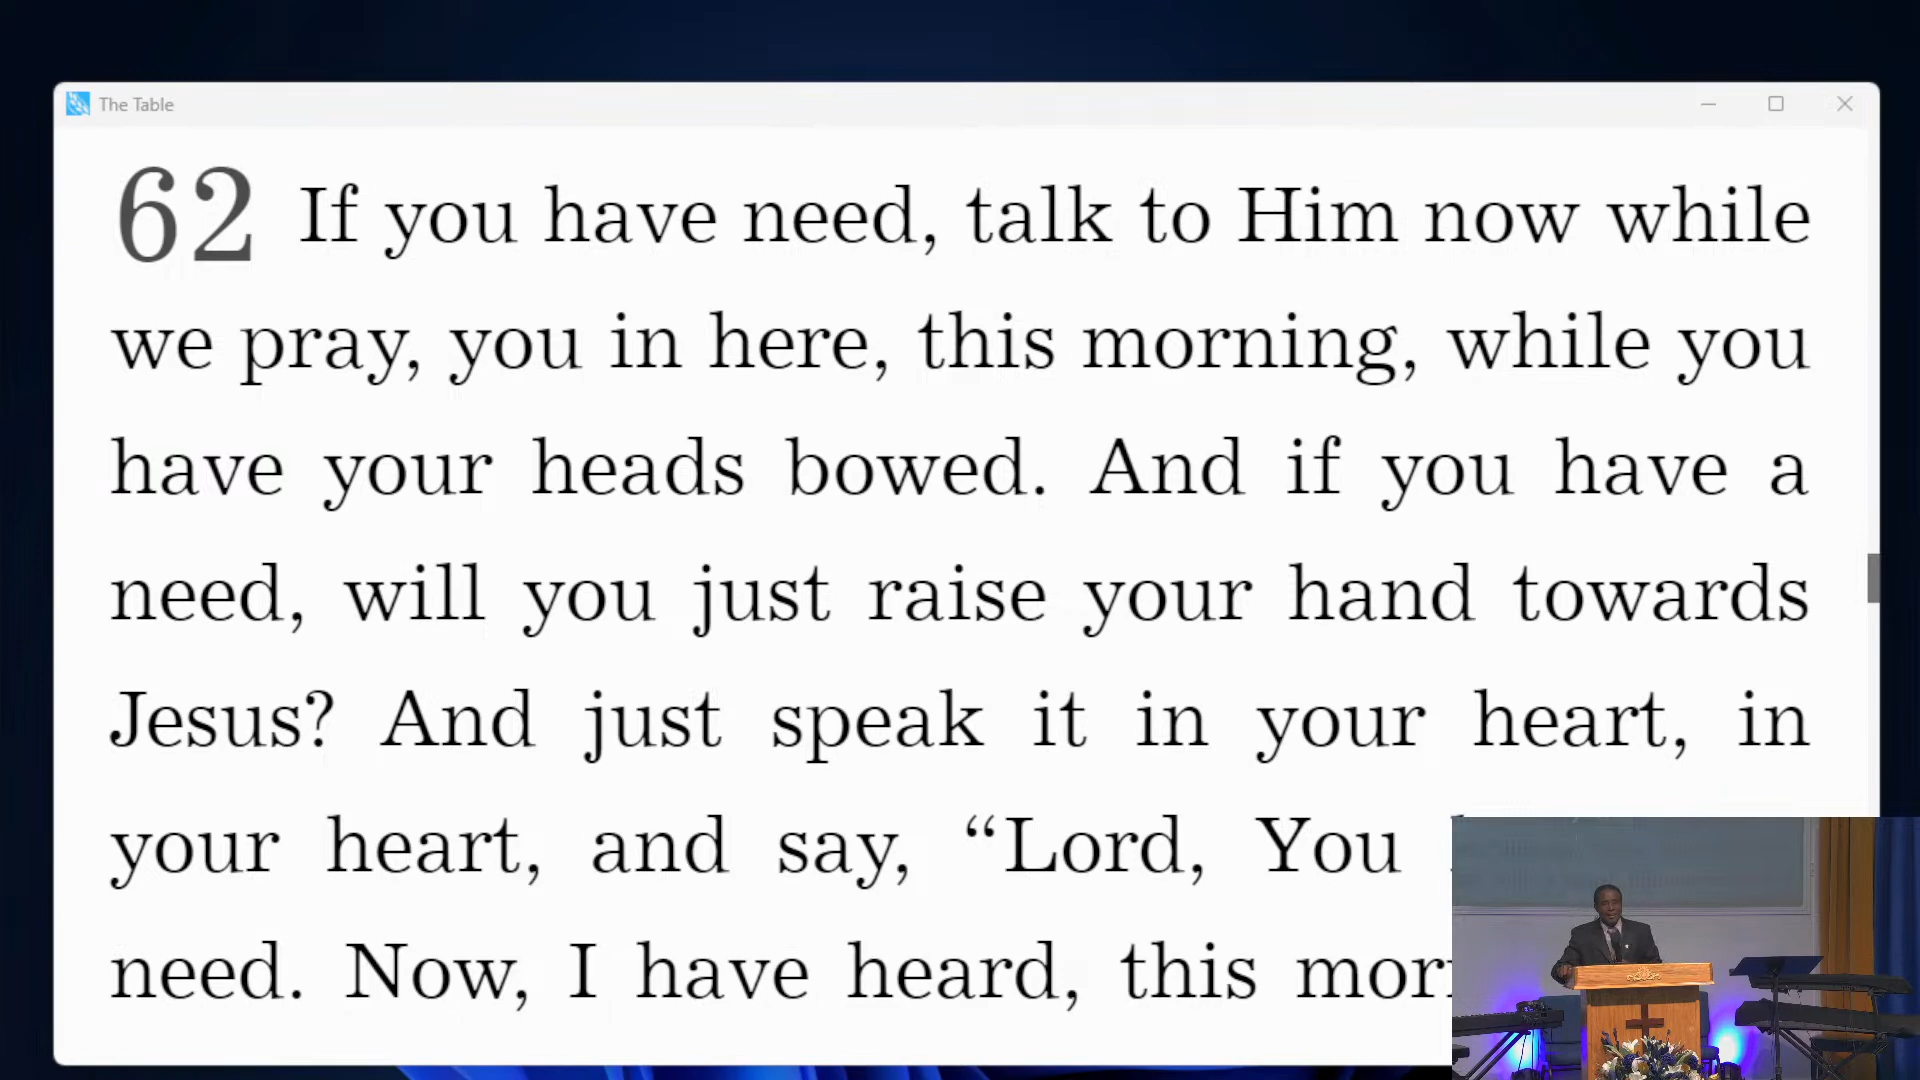 The Table
62 If you have need, talk to Him now while
we pray, you in here, this morning, while you
have your heads bowed. And if you have a
need, will you just raise your hand towards
Jesus? And just speak it in your heart, in
your heart, and say, “Lord, You
need. Now, I have heard, this